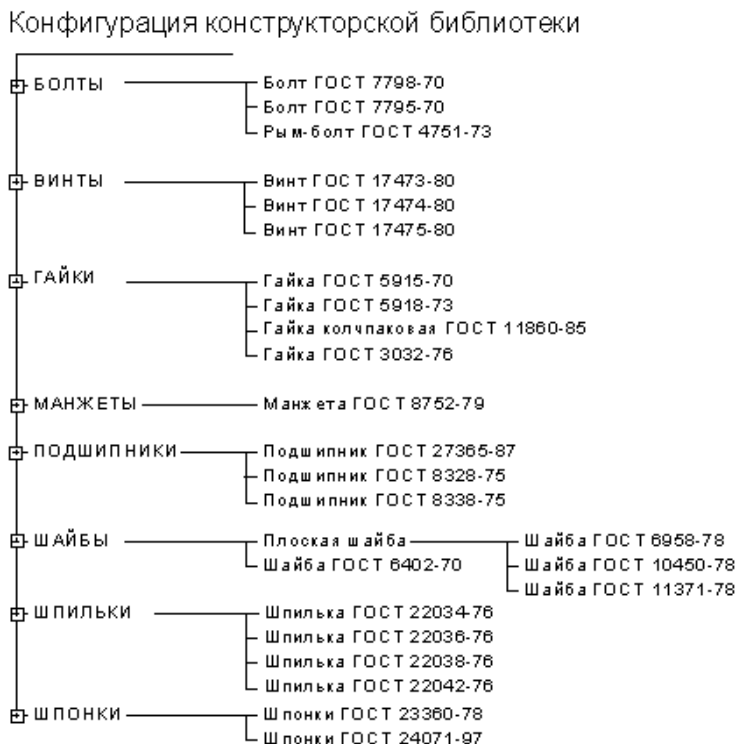 Конфигурация конструкторской библиотеки
БОЛТЫ Болт ГОСТ 7798-70
Болт ГОСТ 7795-70
Рым-болт ГОСТ 4751-73
ВИНТЫ Винт ГОСТ 17473-80
Винт ГОСТ 17474-80
Винт ГОСТ 17475-80
ГАЙКИ Гайка ГОСТ 5915-70
Гайка ГОСТ 5918-73
Гайка колчпаковая ГОСТ 11860-85
Гайка ГОСТ 3032-76
МАНЖЕТЫ Манжета ГОСТ 8752-79
ПОДШИПНИКИ Подшипник ГОСТ 27365-87
Подшипник ГОСТ 8328-75
Подшипник ГОСТ 8338-75
ШАЙБЫ Плоская шайба Шайба ГОСТ 6958-78
Шайба ГОСТ 6402-70 Шайба ГОСТ 10450-78
Шайба ГОСТ 11371-78
ШПИЛЬКИ Шпилька ГОСТ 22034-76
Шпилька ГОСТ 22036-76
Шпилька ГОСТ 22038-76
Шпилька ГОСТ 22042-76
ШПОНКИ Шпонки ГОСТ 23360-78
Шпонки ГОСТ 24071-97